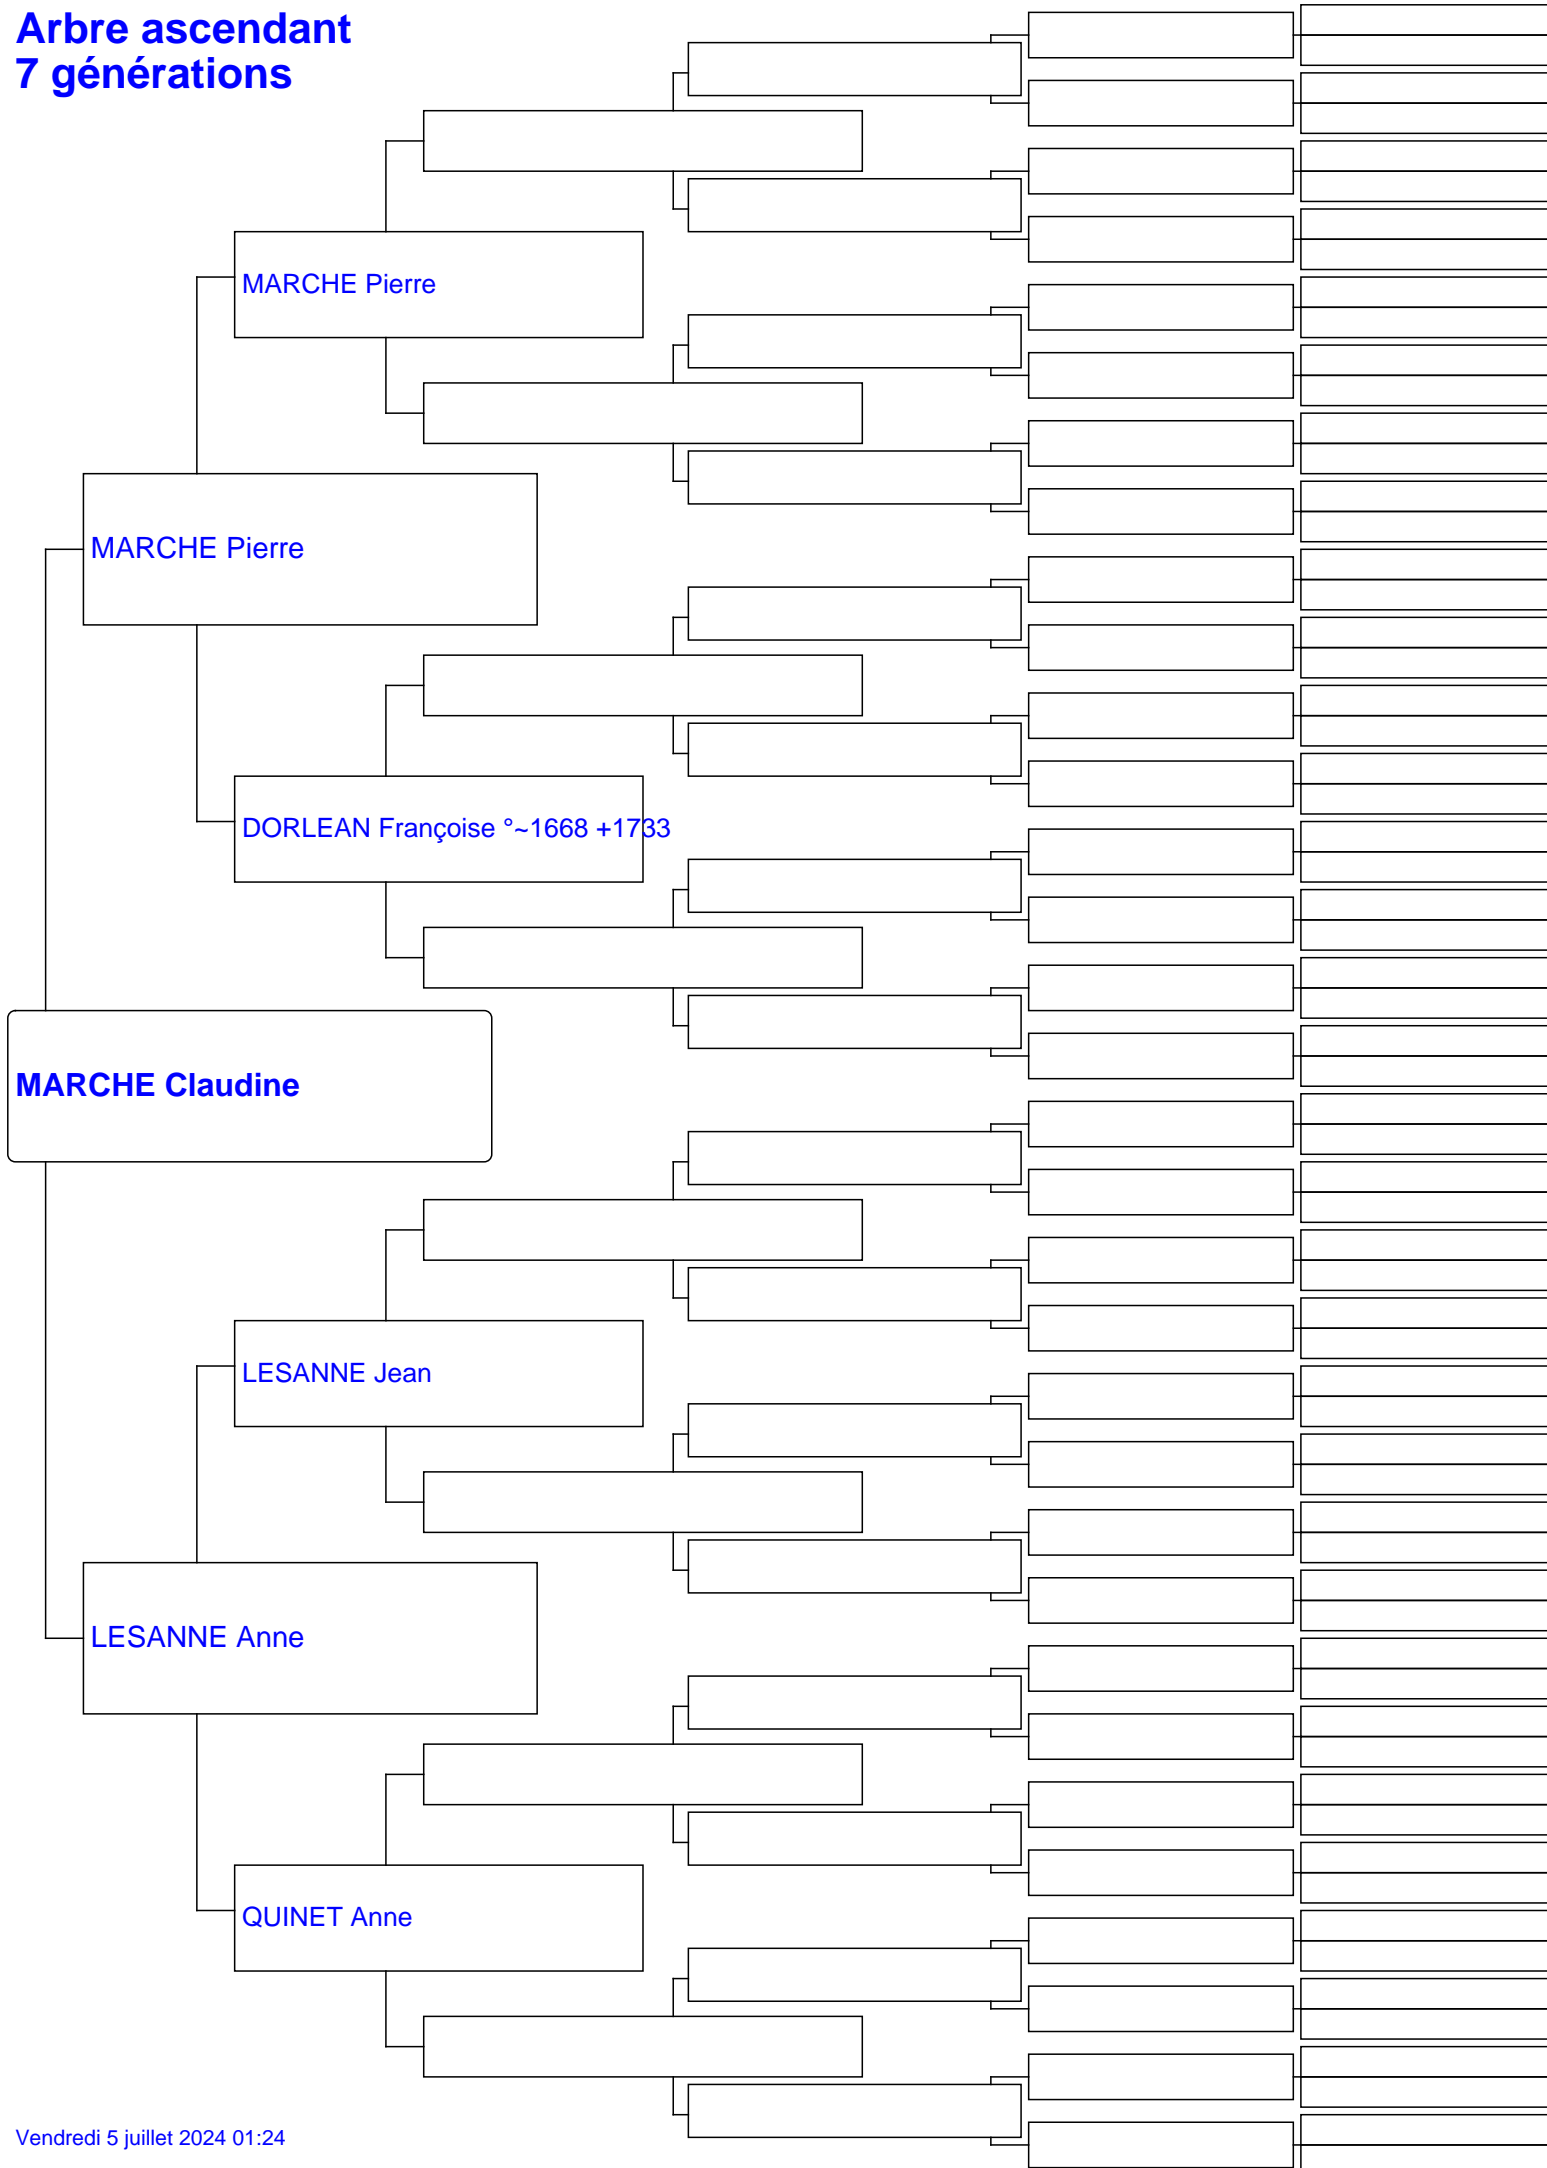 Arbre ascendant
7 générations
MARCHE Pierre
MARCHE Pierre
DORLEAN Françoise °~1668 +1733
MARCHE Claudine
LESANNE Jean
LESANNE Anne
QUINET Anne
Vendredi 5 juillet 2024 01:24